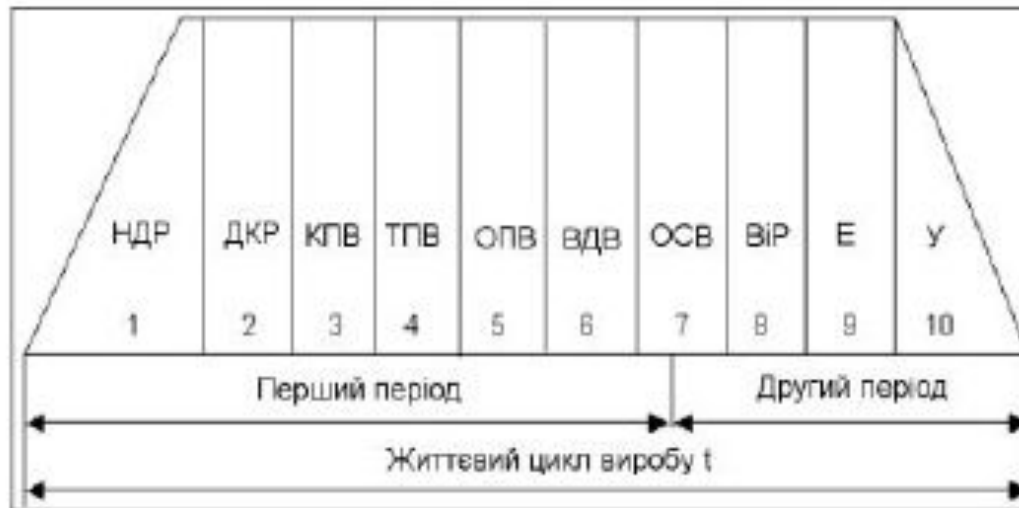 НДР ДКР КПВ ТПВ ОПВ ВДВ ОСВ ВіР Е У
1 2 3 4 5 6 7 8 9 10
Перший період Другий період
Життєвий цикл виробу t